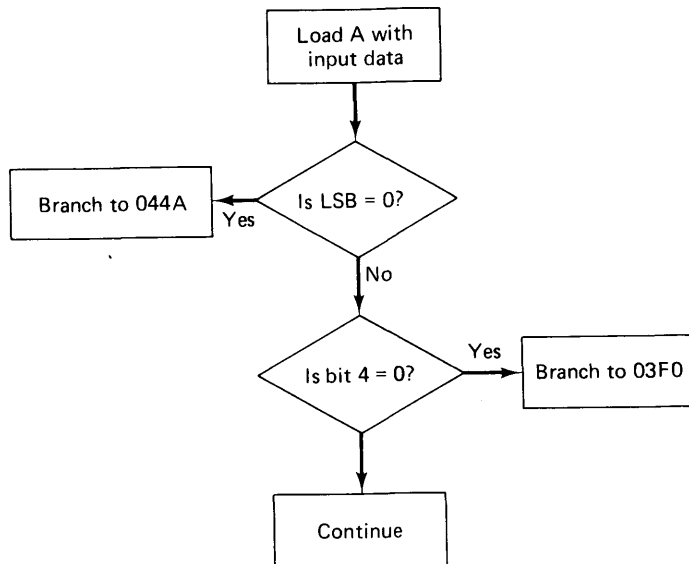 Load A with
input data
Is LSB = 0?
Branch to 044A
Yes
No
Is bit 4 = 0?
Yes
Branch to 03F0
Continue